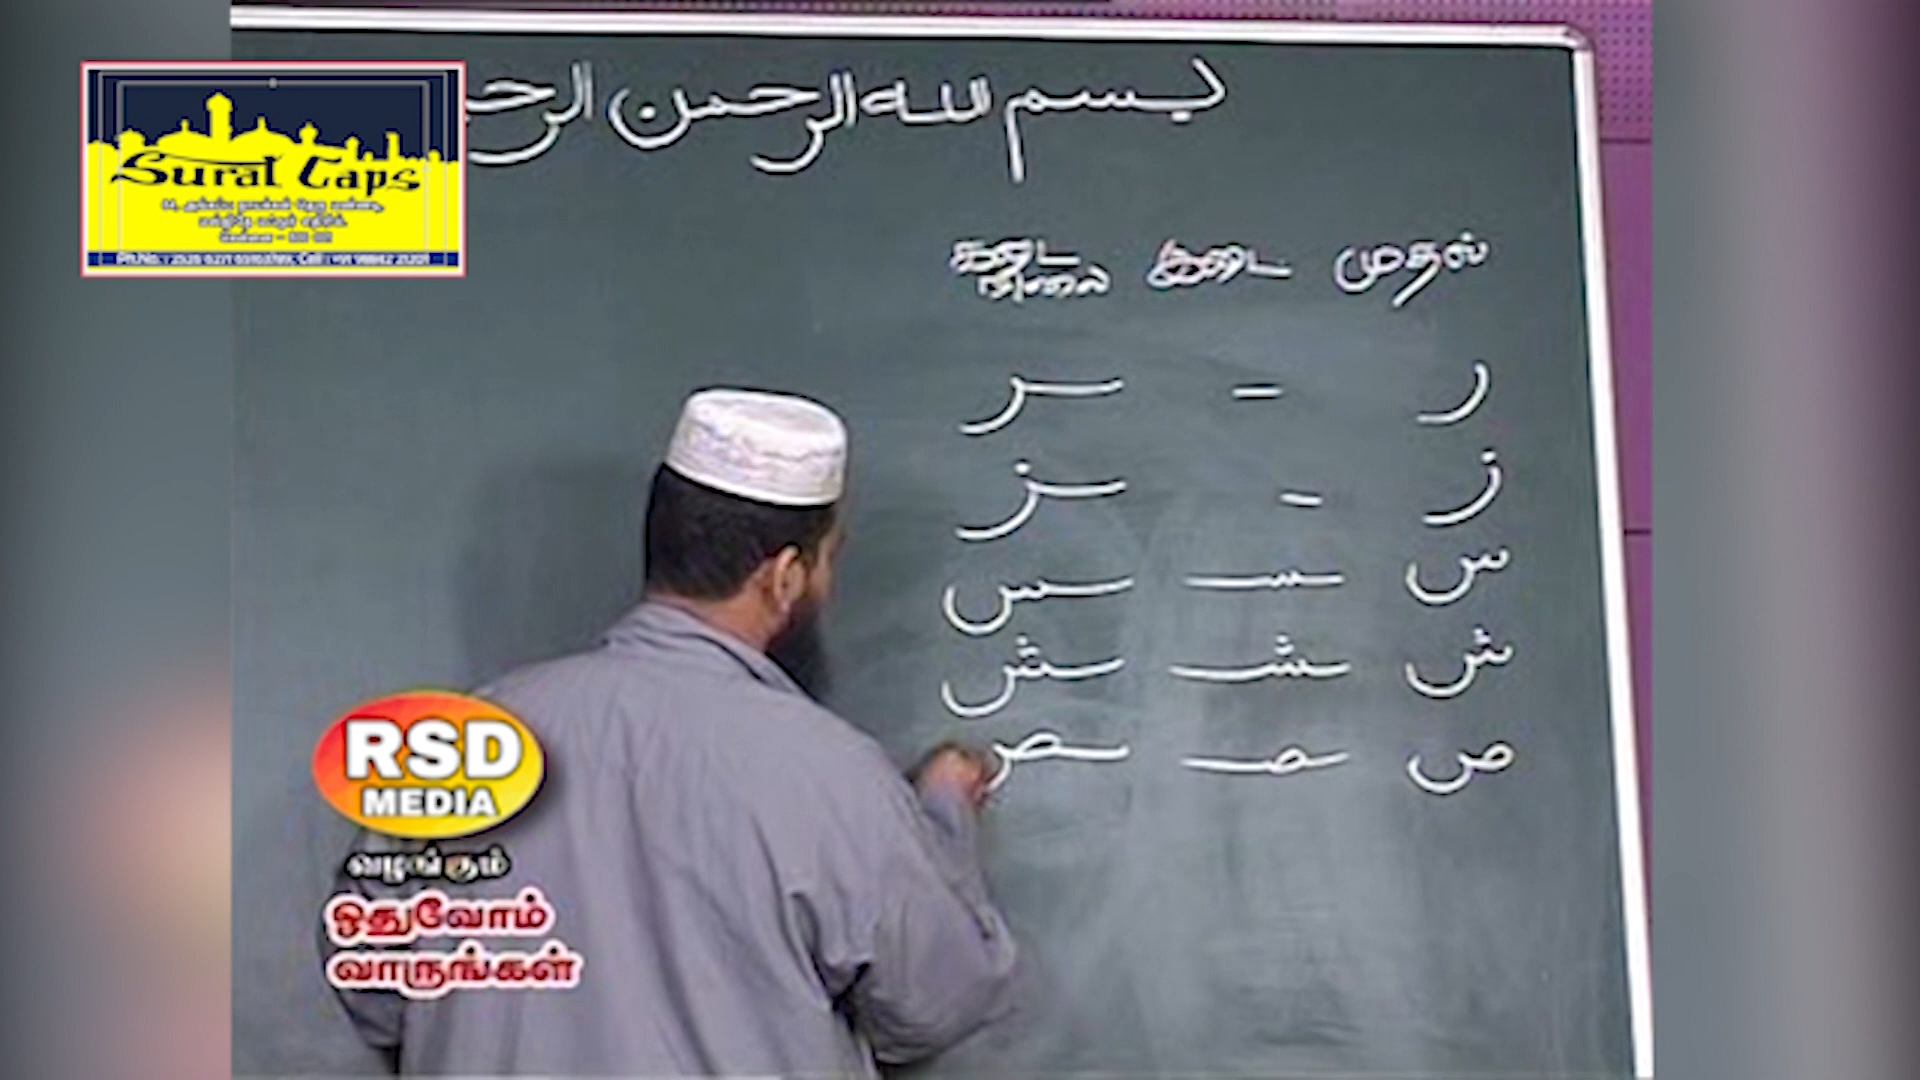 بسم الله الرحمن الرحي
முதல் இடை கடை
நிலை
ر - ـر
ز - ـز
س ـسـ ـس
ش ـشـ ـش
ص ـصـ ـص
Surat Caps
RSD
MEDIA
வழங்கும்
ஓதுவோம்
வாருங்கள்